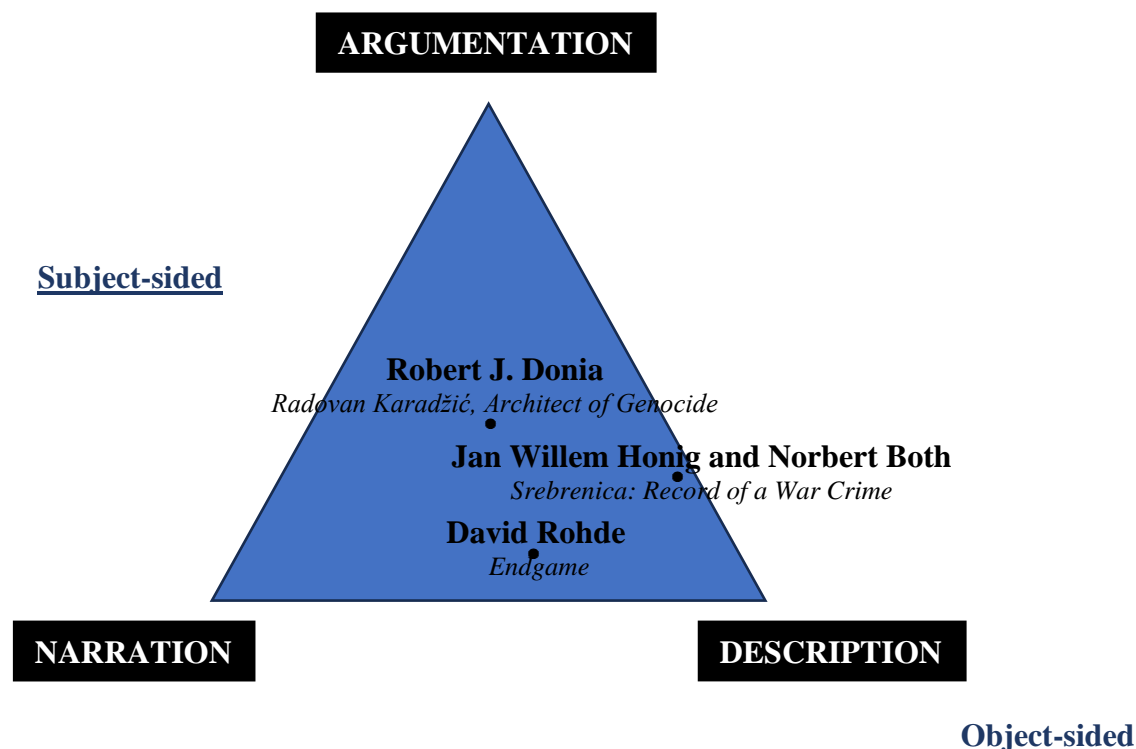 ARGUMENTATION
Subject-sided
Robert J. Donia
Radovan Karadžić, Architect of Genocide
Jan Willem Honig and Norbert Both
Srebrenica: Record of a War Crime
David Rohde
Endgame
NARRATION
DESCRIPTION
Object-sided